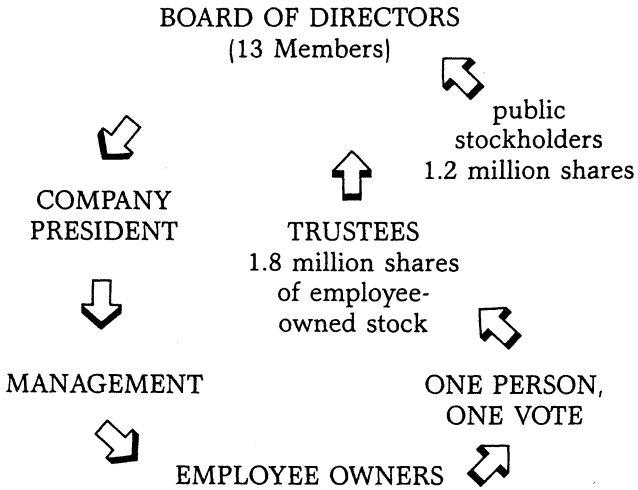 BOARD OF DIRECTORS
(13 Members)
public
stockholders
1.2 million shares
COMPANY
PRESIDENT
TRUSTEES
1.8 million shares
of employee-
owned stock
MANAGEMENT
ONE PERSON,
ONE VOTE
EMPLOYEE OWNERS